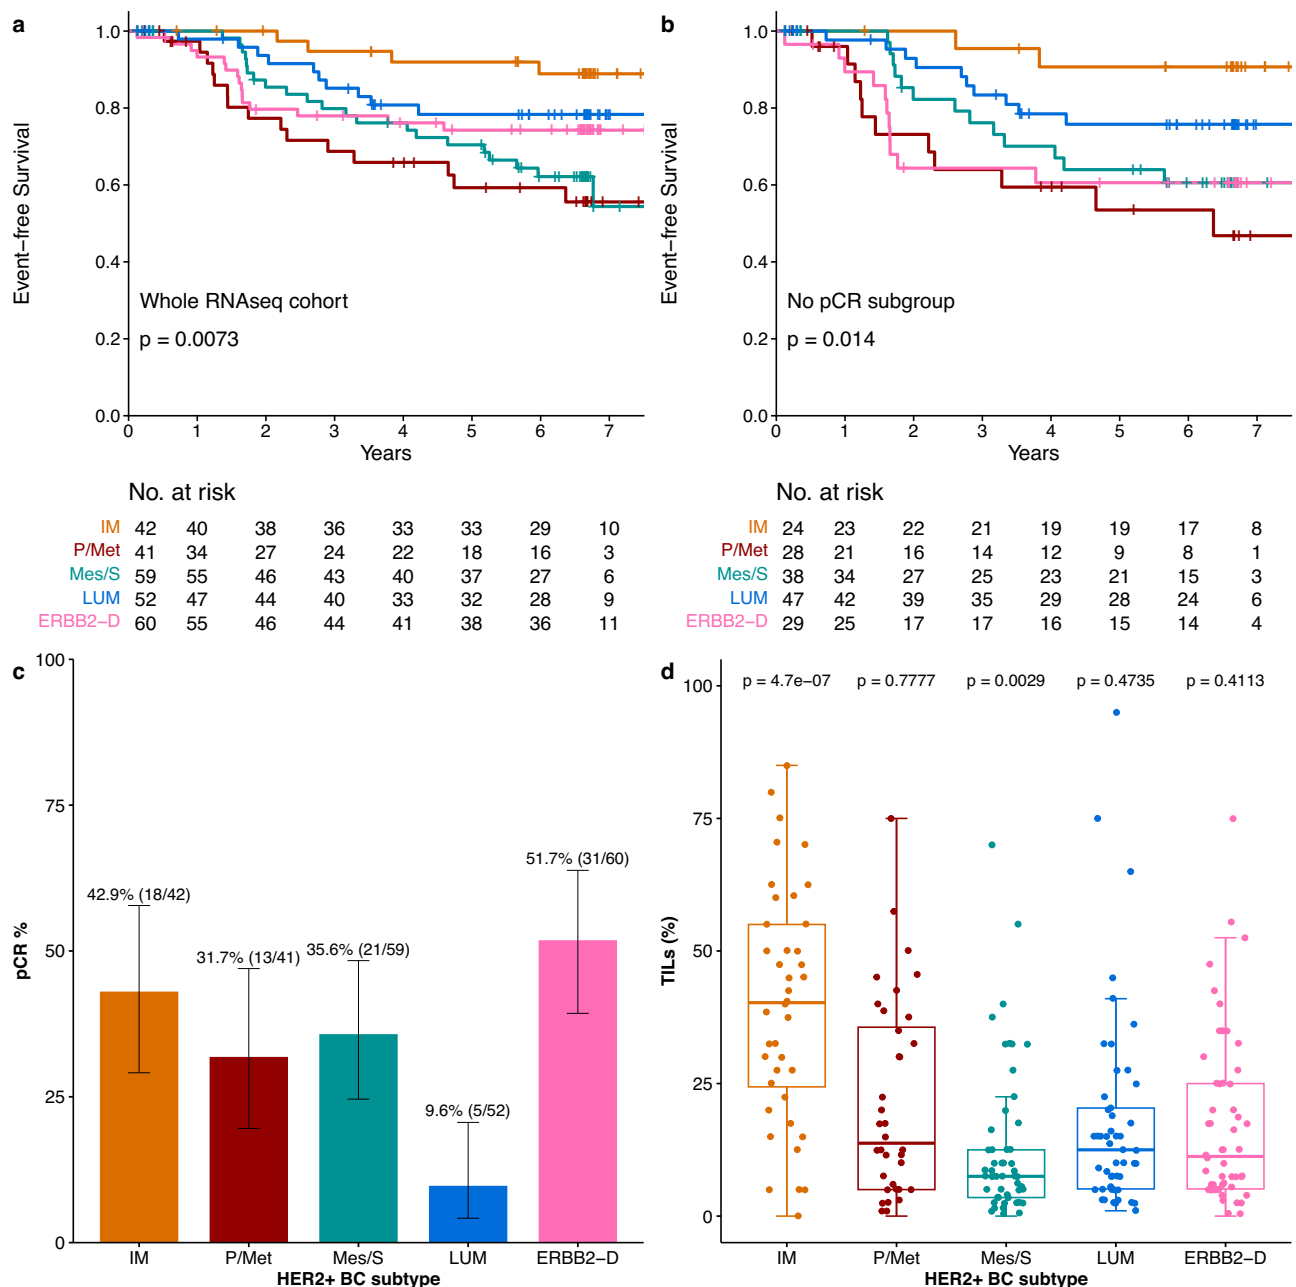 a
1.0
0.8
0.6
0.4
0.2
0.0
Event−free Survival
Whole RNAseq cohort
p = 0.0073
0 1 2 3 4 5 6 7
Years
No. at risk
IM 42 40 38 36 33 33 29 10
P/Met 41 34 27 24 22 18 16 3
Mes/S 59 55 46 43 40 37 27 6
LUM 52 47 44 40 33 32 28 9
ERBB2−D 60 55 46 44 41 38 36 11
b
1.0
0.8
0.6
0.4
0.2
0.0
Event−free Survival
No pCR subgroup
p = 0.014
0 1 2 3 4 5 6 7
Years
No. at risk
IM 24 23 22 21 19 19 17 8
P/Met 28 21 16 14 12 9 8 1
Mes/S 38 34 27 25 23 21 15 3
LUM 47 42 39 35 29 28 24 6
ERBB2−D 29 25 17 17 16 15 14 4
c
100
75
50
25
0
pCR %
42.9% (18/42)
31.7% (13/41)
35.6% (21/59)
9.6% (5/52)
51.7% (31/60)
IM P/Met Mes/S LUM ERBB2−D
HER2+ BC subtype
d
p = 4.7e−07 p = 0.7777 p = 0.0029 p = 0.4735 p = 0.4113
100
75
50
25
0
TILs (%)
IM P/Met Mes/S LUM ERBB2−D
HER2+ BC subtype